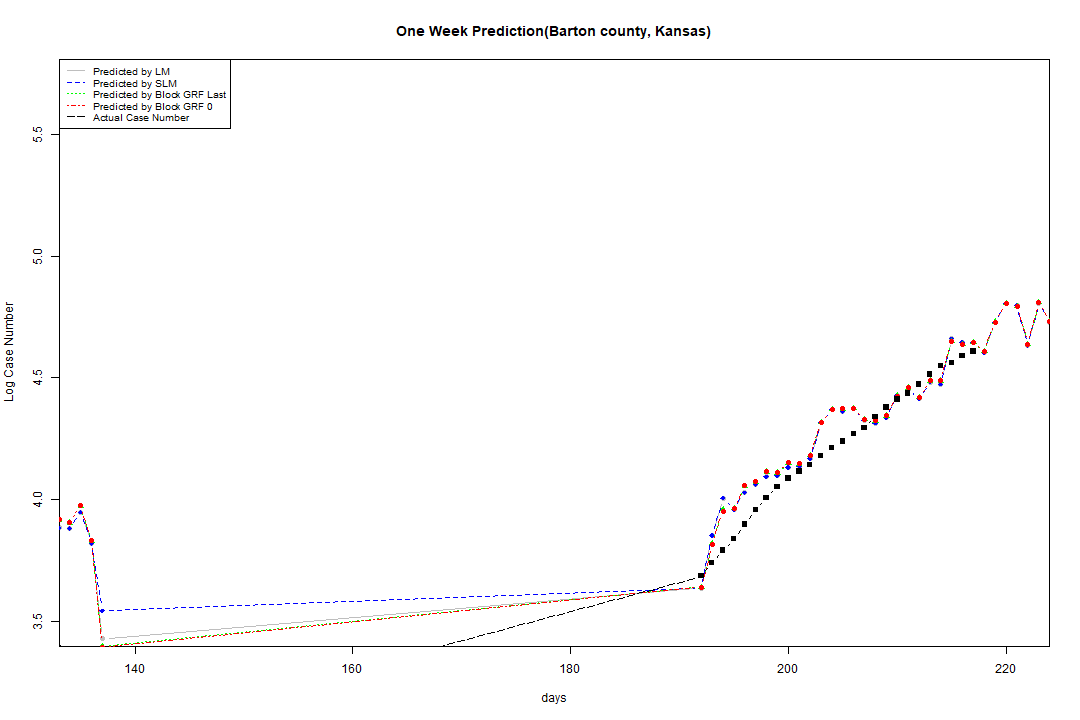 One Week Prediction(Barton county, Kansas)
Predicted by LM
Predicted by SLM
Predicted by Block GRF Last
Predicted by Block GRF 0
Actual Case Number
Log Case Number
5.5
5.0
4.5
4.0
3.5
140 160 180 200 220
days